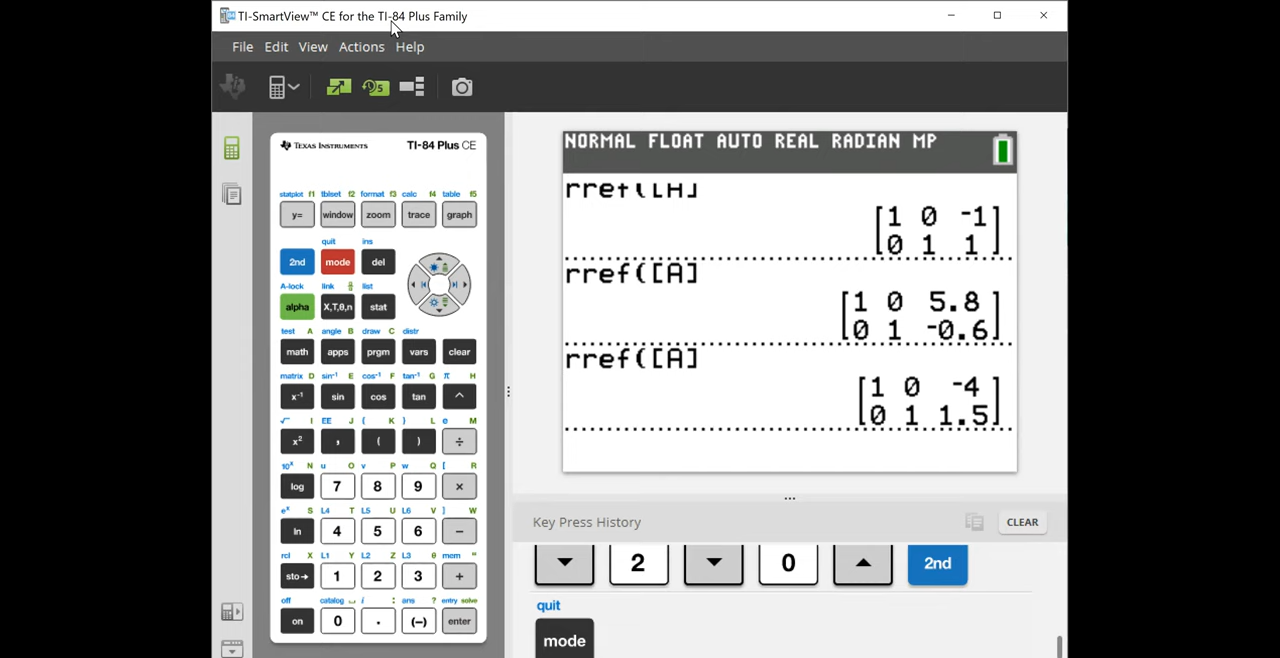 TI-SmartView™ CE for the TI-84 Plus Family
File Edit View Actions Help
TEXAS INSTRUMENTS TI-84 Plus CE
statplot f1 tblset f2 format f3 calc f4 table f5
y= window zoom trace graph
quit ins
2nd mode del
A-lock link list
alpha X,T,θ,n stat
test A angle B draw C distr
math apps prgm vars clear
matrix D sin⁻¹ E cos⁻¹ F tan⁻¹ G π H
x⁻¹ sin cos tan ^
√ I EE J { K } L e M
x² , ( ) ÷
10ˣ N u O v P w Q [ R
log 7 8 9 ×
eˣ S L4 T L5 U L6 V ] W
ln 4 5 6 −
rcl X L1 Y L2 Z L3 θ mem "
sto→ 1 2 3 +
off catalog ␣ i : ans ? entry solve
on 0 . (−) enter
NORMAL FLOAT AUTO REAL RADIAN MP
rref([A]
[1 0 -1]
[0 1 1]
rref([A]
[1 0 5.8]
[0 1 -0.6]
rref([A]
[1 0 -4]
[0 1 1.5]
Key Press History CLEAR
2 0 2nd
quit
mode